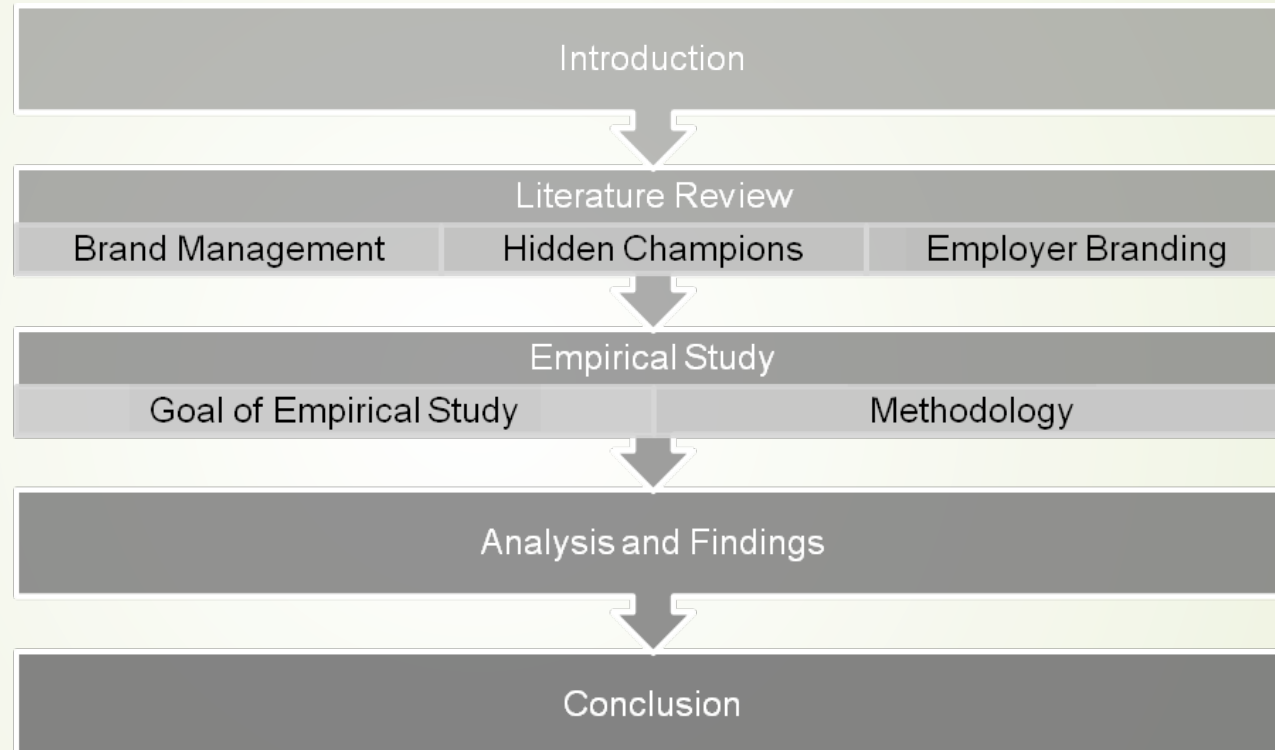 Introduction
Literature Review
Brand Management Hidden Champions Employer Branding
Empirical Study
Goal of Empirical Study Methodology
Analysis and Findings
Conclusion